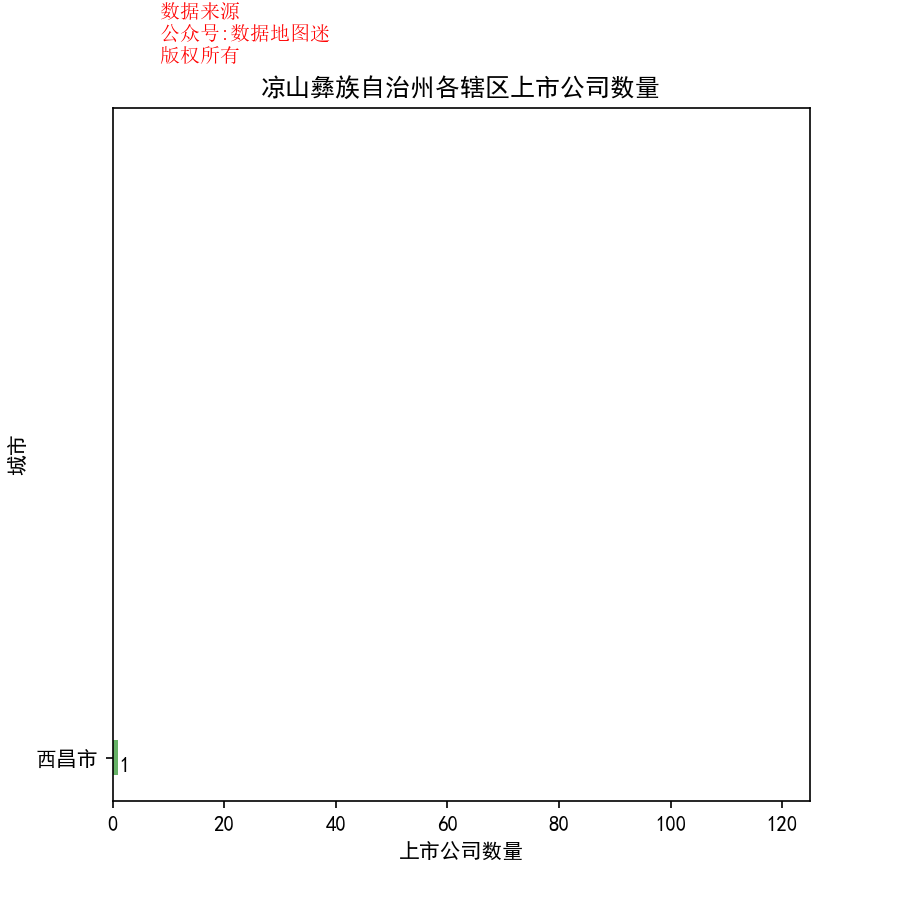 数据来源
公众号:数据地图迷
版权所有
凉山彝族自治州各辖区上市公司数量
城市
西昌市
1
0 20 40 60 80 100 120
上市公司数量